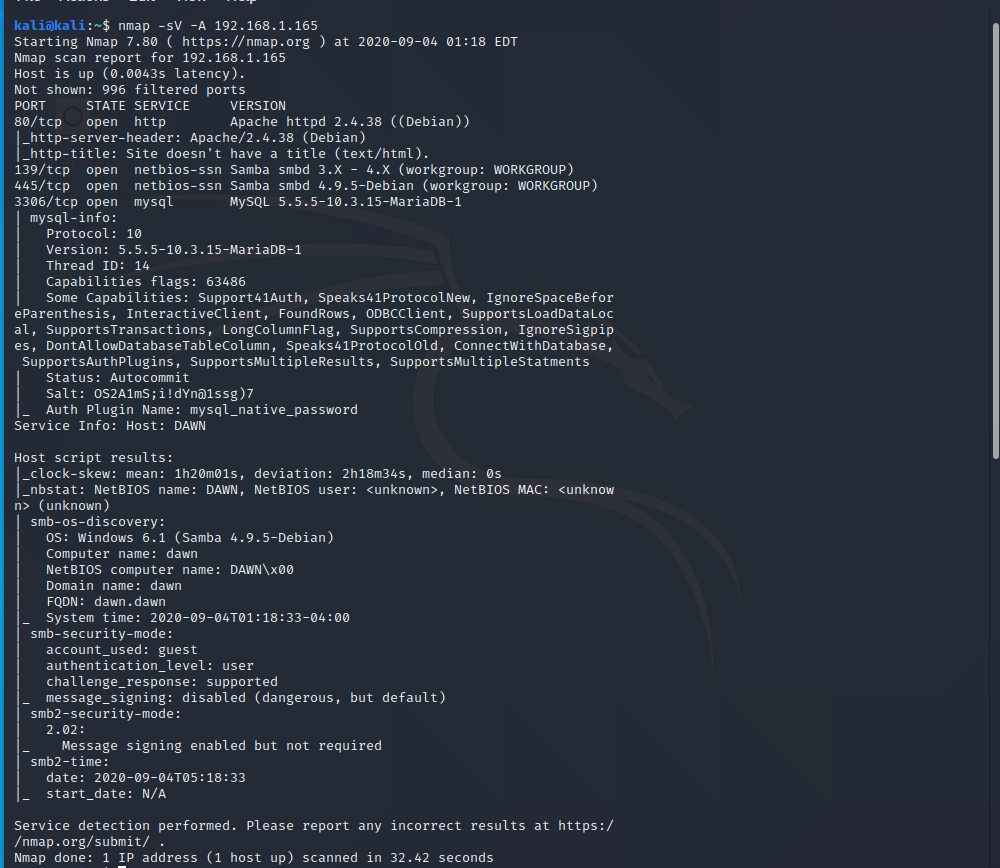 kali@kali:~$ nmap -sV -A 192.168.1.165
Starting Nmap 7.80 ( https://nmap.org ) at 2020-09-04 01:18 EDT
Nmap scan report for 192.168.1.165
Host is up (0.0043s latency).
Not shown: 996 filtered ports
PORT     STATE SERVICE     VERSION
80/tcp   open  http        Apache httpd 2.4.38 ((Debian))
|_http-server-header: Apache/2.4.38 (Debian)
|_http-title: Site doesn't have a title (text/html).
139/tcp  open  netbios-ssn Samba smbd 3.X - 4.X (workgroup: WORKGROUP)
445/tcp  open  netbios-ssn Samba smbd 4.9.5-Debian (workgroup: WORKGROUP)
3306/tcp open  mysql       MySQL 5.5.5-10.3.15-MariaDB-1
| mysql-info:
|   Protocol: 10
|   Version: 5.5.5-10.3.15-MariaDB-1
|   Thread ID: 14
|   Capabilities flags: 63486
|   Some Capabilities: Support41Auth, Speaks41ProtocolNew, IgnoreSpaceBefor
eParenthesis, InteractiveClient, FoundRows, ODBCClient, SupportsLoadDataLoc
al, SupportsTransactions, LongColumnFlag, SupportsCompression, IgnoreSigpip
es, DontAllowDatabaseTableColumn, Speaks41ProtocolOld, ConnectWithDatabase,
 SupportsAuthPlugins, SupportsMultipleResults, SupportsMultipleStatments
|   Status: Autocommit
|   Salt: OS2A1mS;i!dYn@1ssg)7
|_  Auth Plugin Name: mysql_native_password
Service Info: Host: DAWN

Host script results:
|_clock-skew: mean: 1h20m01s, deviation: 2h18m34s, median: 0s
|_nbstat: NetBIOS name: DAWN, NetBIOS user: <unknown>, NetBIOS MAC: <unknow
n> (unknown)
| smb-os-discovery:
|   OS: Windows 6.1 (Samba 4.9.5-Debian)
|   Computer name: dawn
|   NetBIOS computer name: DAWN\x00
|   Domain name: dawn
|   FQDN: dawn.dawn
|_  System time: 2020-09-04T01:18:33-04:00
| smb-security-mode:
|   account_used: guest
|   authentication_level: user
|   challenge_response: supported
|_  message_signing: disabled (dangerous, but default)
| smb2-security-mode:
|   2.02:
|_    Message signing enabled but not required
| smb2-time:
|   date: 2020-09-04T05:18:33
|_  start_date: N/A

Service detection performed. Please report any incorrect results at https:/
/nmap.org/submit/ .
Nmap done: 1 IP address (1 host up) scanned in 32.42 seconds